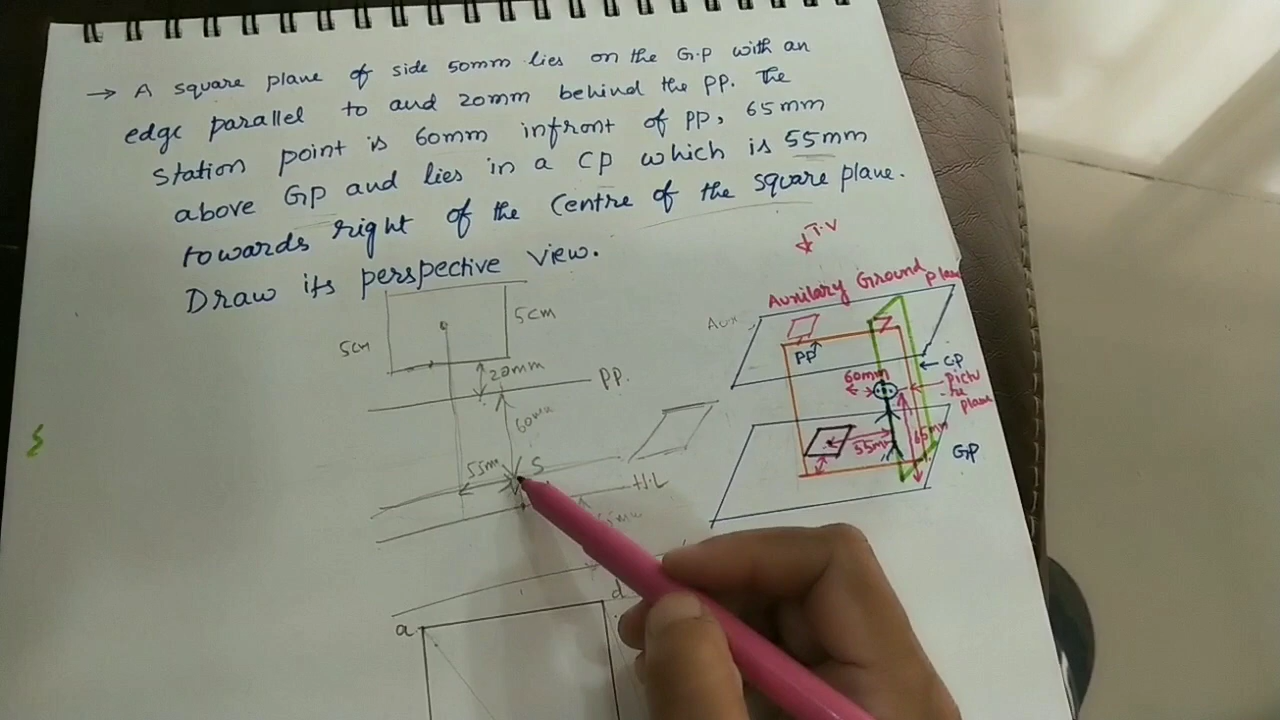 → A square plane of side 50mm lies on the G.P with an
edge parallel to and 20mm behind the PP. The
Station point is 60mm infront of PP, 65mm
above GP and lies in a CP which is 55mm
towards right of the Centre of the square plane.
Draw its perspective view.
T.V
Auxilary Ground Plane
Aux.
PP
CP
60mm
pictu
-re
plane
55mm
65mm
GP
5cm
5cm
20mm
PP.
60mm
55mm
S
H.L
a
d